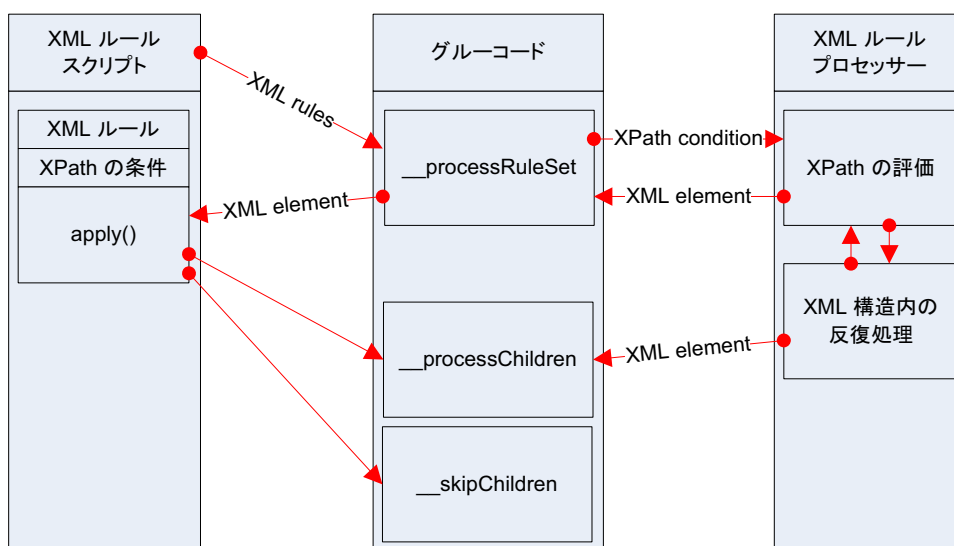 XML ルール
スクリプト
グルーコード
XML ルール
プロセッサー
XML rules
XML ルール
XPath の条件
apply()
__processRuleSet
XPath condition
XPath の評価
XML element
XML element
XML 構造内の
反復処理
__processChildren
XML element
__skipChildren